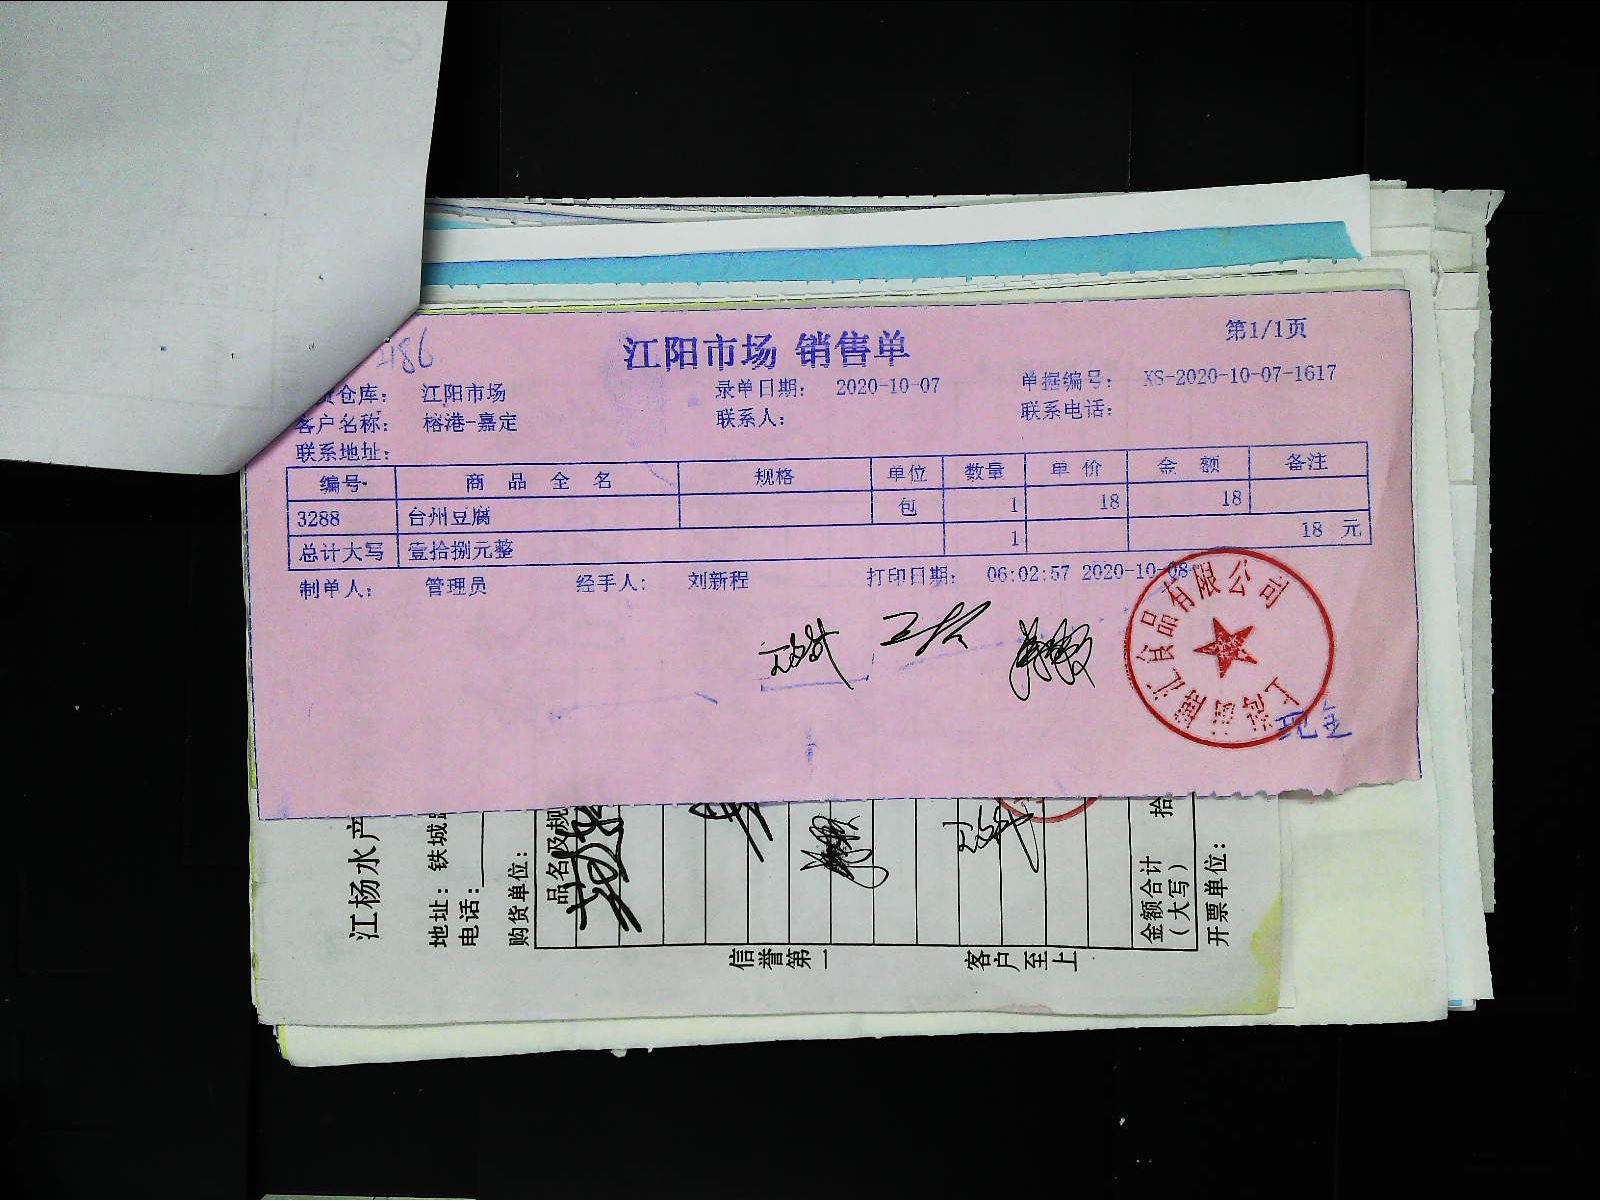 486
江阳市场 销售单
第1/1页
货仓库： 江阳市场 录单日期： 2020-10-07 单据编号： XS-2020-10-07-1617
客户名称： 榕港-嘉定 联系人： 联系电话：
联系地址：
编号 商品全名 规格 单位 数量 单价 金额 备注
3288 台州豆腐 包 1 18 18
总计大写 壹拾捌元整 1 18 元
制单人： 管理员 经手人： 刘新程 打印日期： 06:02:57 2020-10-08
食品有限公司
上海
现金
江杨水产
地址：铁城
电话：
购货单位：
品名及规
金额合计
（大写）
拾
开票单位：
信誉第一
客户至上